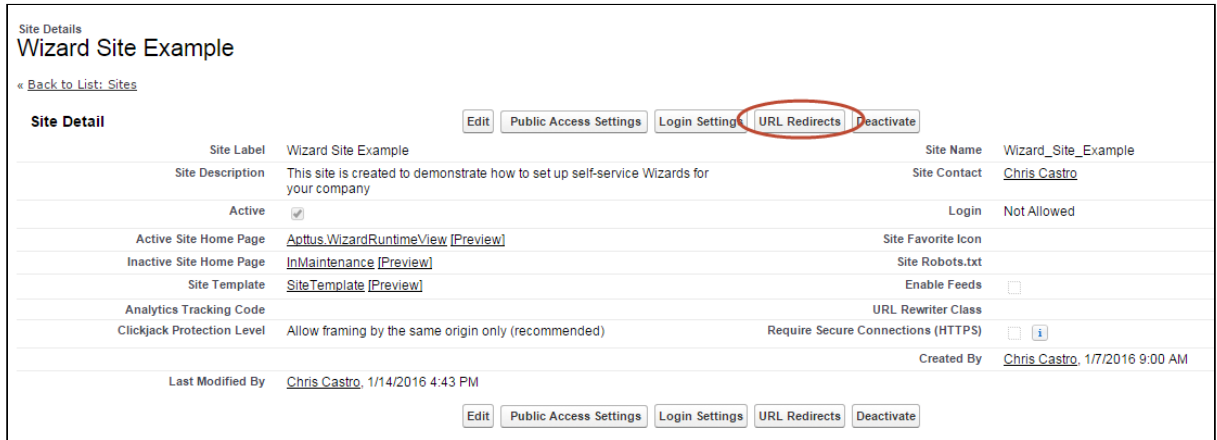 Site Details
Wizard Site Example
« Back to List: Sites
Site Detail
Edit Public Access Settings Login Settings URL Redirects Deactivate
Site Label Wizard Site Example Site Name Wizard_Site_Example
Site Description This site is created to demonstrate how to set up self-service Wizards for Site Contact Chris Castro
your company
Active Login Not Allowed
Active Site Home Page Apttus.WizardRuntimeView [Preview] Site Favorite Icon
Inactive Site Home Page InMaintenance [Preview] Site Robots.txt
Site Template SiteTemplate [Preview] Enable Feeds
Analytics Tracking Code URL Rewriter Class
Clickjack Protection Level Allow framing by the same origin only (recommended) Require Secure Connections (HTTPS) i
Created By Chris Castro, 1/7/2016 9:00 AM
Last Modified By Chris Castro, 1/14/2016 4:43 PM
Edit Public Access Settings Login Settings URL Redirects Deactivate